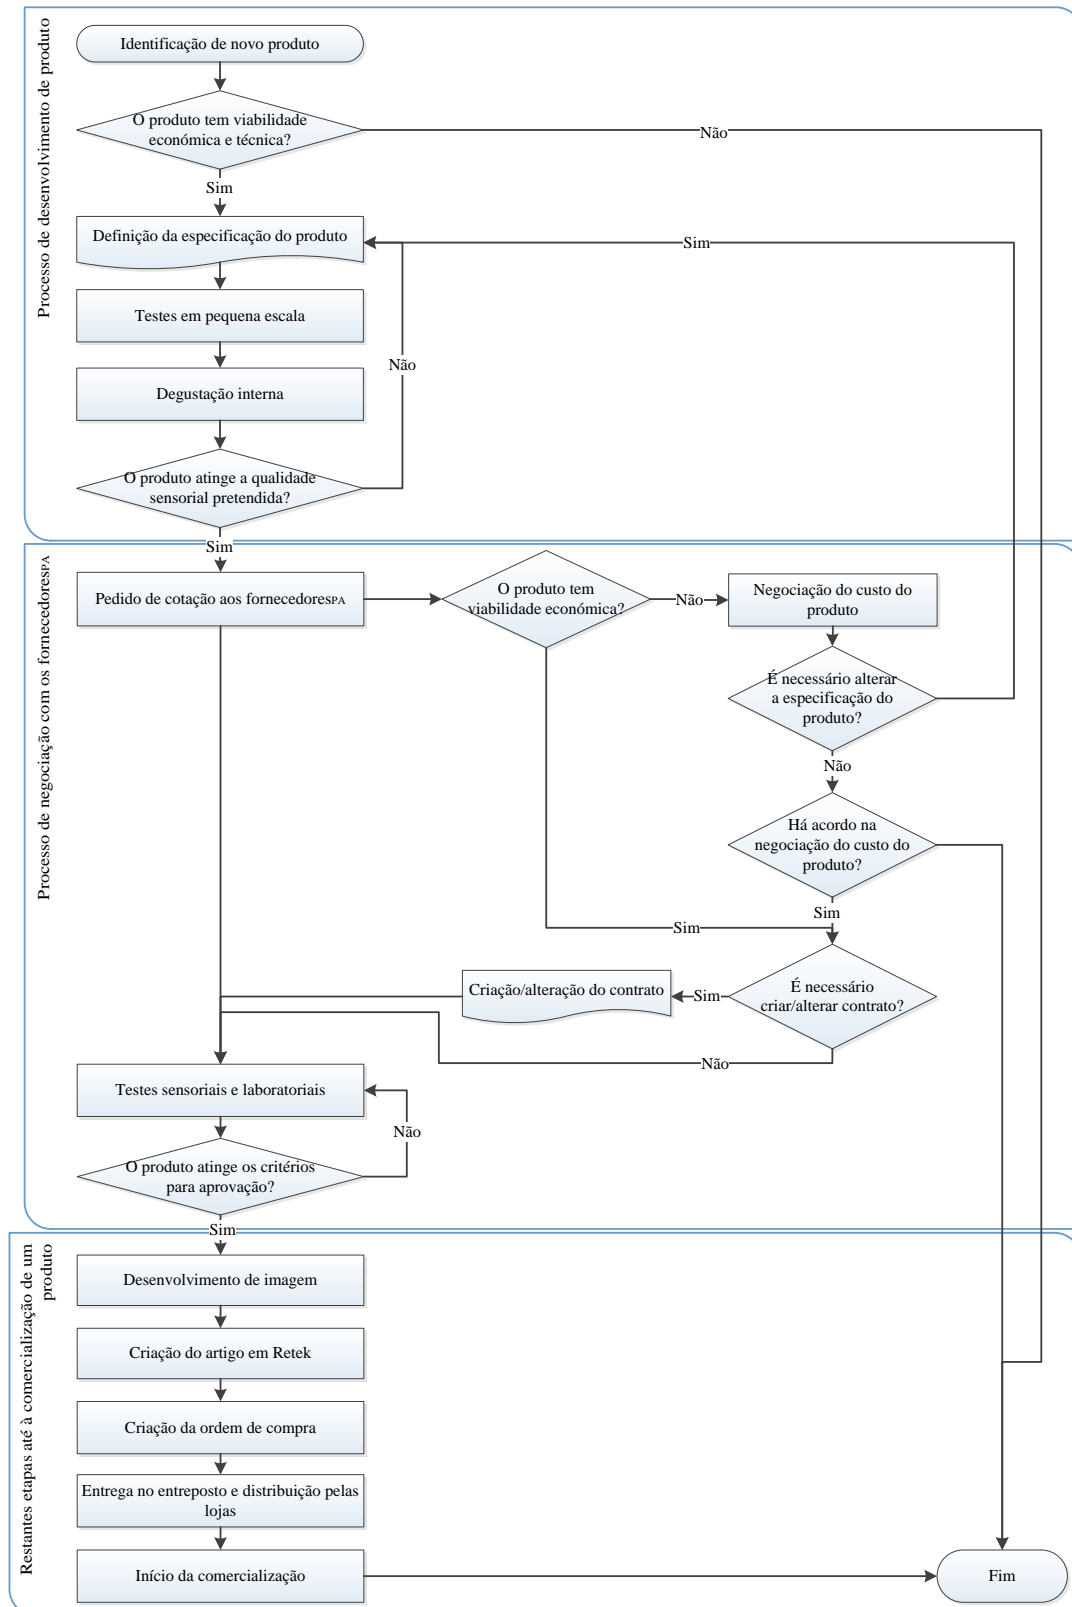 Processo de desenvolvimento de produto
Identificação de novo produto
O produto tem viabilidade
económica e técnica?
Não
Sim
Definição da especificação do produto
Sim
Testes em pequena escala
Não
Degustação interna
O produto atinge a qualidade
sensorial pretendida?
Sim
Processo de negociação com os fornecedoresPA
Pedido de cotação aos fornecedoresPA
O produto tem
viabilidade económica?
Não
Negociação do custo do
produto
É necessário alterar
a especificação do
produto?
Não
Há acordo na
negociação do custo do
produto?
Sim
Sim
É necessário
criar/alterar contrato?
Sim
Criação/alteração do contrato
Não
Testes sensoriais e laboratoriais
Não
O produto atinge os critérios
para aprovação?
Sim
Restantes etapas até à comercialização de um
produto
Desenvolvimento de imagem
Criação do artigo em Retek
Criação da ordem de compra
Entrega no entreposto e distribuição pelas
lojas
Início da comercialização
Fim